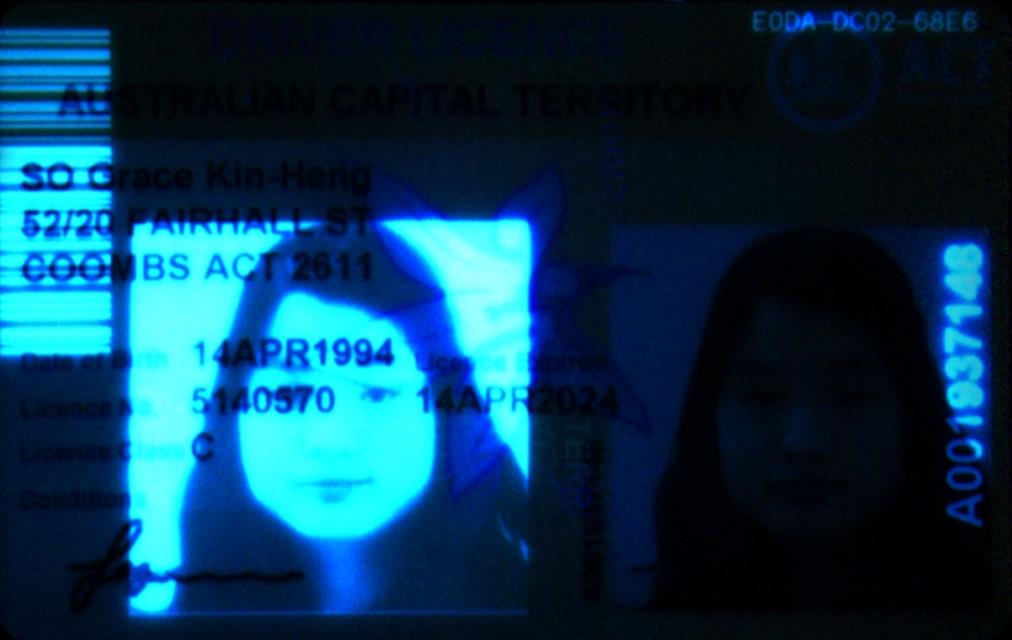 E0DA-DC02-68E6
DRIVER LICENCE
ACT
AUSTRALIAN CAPITAL TERRITORY
SO Grace Kin-Heng
52/20 FAIRHALL ST
COOMBS ACT 2611
Date of Birth 14APR1994 Licence Expires
Licence No. 5140570 14APR2024
Licence Class C
Conditions
A001937148
A001937148